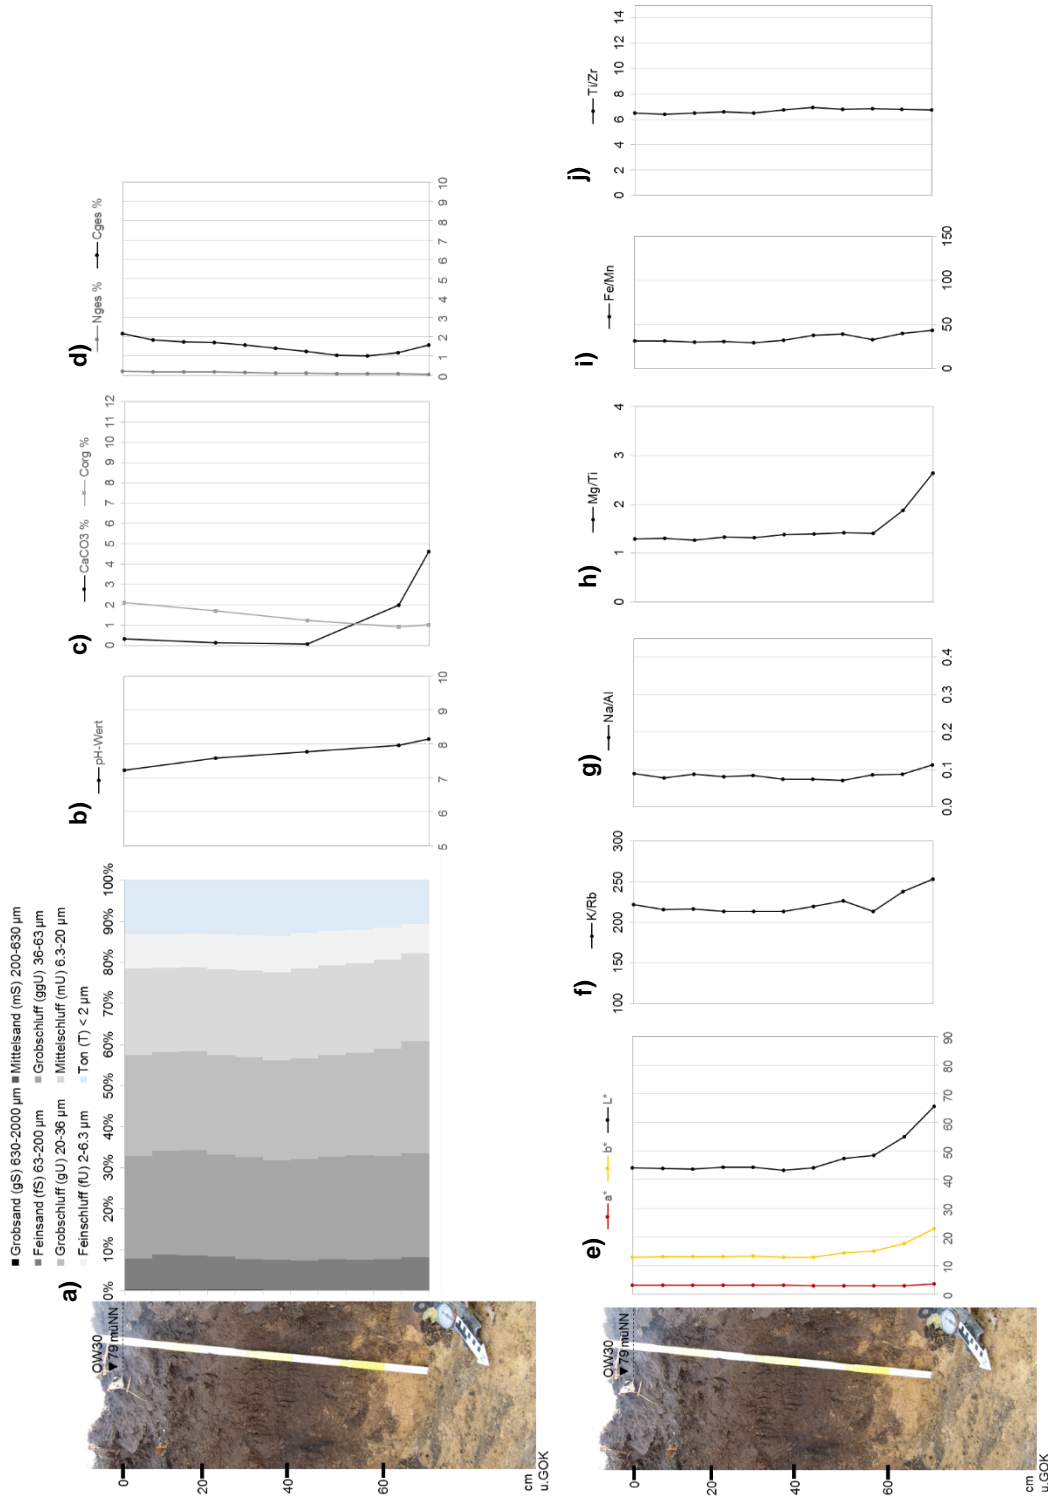 ■ Grobsand (gS) 630-2000 µm ■ Mittelsand (mS) 200-630
■ Feinsand (fS) 63-200 µm ■ Grobschluff (ggU) 36-63 µm
■ Grobschluff (gU) 20-36 µm ■ Mittelschluff (mU) 6.3-20 µm
Feinschluff (fU) 2-6.3 µm Ton (T) < 2 µm
a)
0% 10% 20% 30% 40% 50% 60% 70% 80% 90% 100%
OW30
▼79 müNN
0
20
40
60
cm
u.GOK
b)
pH-Wert
5 6 7 8 9 10
c)
CaCO3 % Corg %
0 1 2 3 4 5 6 7 8 9 10 11 12
d)
Nges % Cges %
0 1 2 3 4 5 6 7 8 9 10
e)
a* b* L*
0 10 20 30 40 50 60 70 80 90
OW30
▼79 müNN
0
20
40
60
cm
u.GOK
f)
K/Rb
100 150 200 250 300
g)
Na/Al
0.0 0.1 0.2 0.3 0.4
h)
Mg/Ti
0 1 2 3 4
i)
Fe/Mn
0 50 100 150
j)
Ti/Zr
0 2 4 6 8 10 12 14